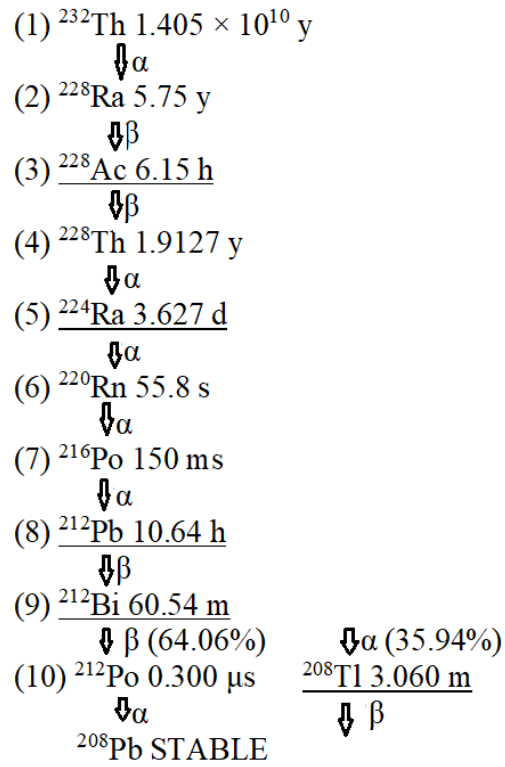 (1) ²³²Th 1.405 × 10¹⁰ y
α
(2) ²²⁸Ra 5.75 y
β
(3) ²²⁸Ac 6.15 h
β
(4) ²²⁸Th 1.9127 y
α
(5) ²²⁴Ra 3.627 d
α
(6) ²²⁰Rn 55.8 s
α
(7) ²¹⁶Po 150 ms
α
(8) ²¹²Pb 10.64 h
β
(9) ²¹²Bi 60.54 m
β (64.06%) α (35.94%)
(10) ²¹²Po 0.300 μs ²⁰⁸Tl 3.060 m
α β
²⁰⁸Pb STABLE